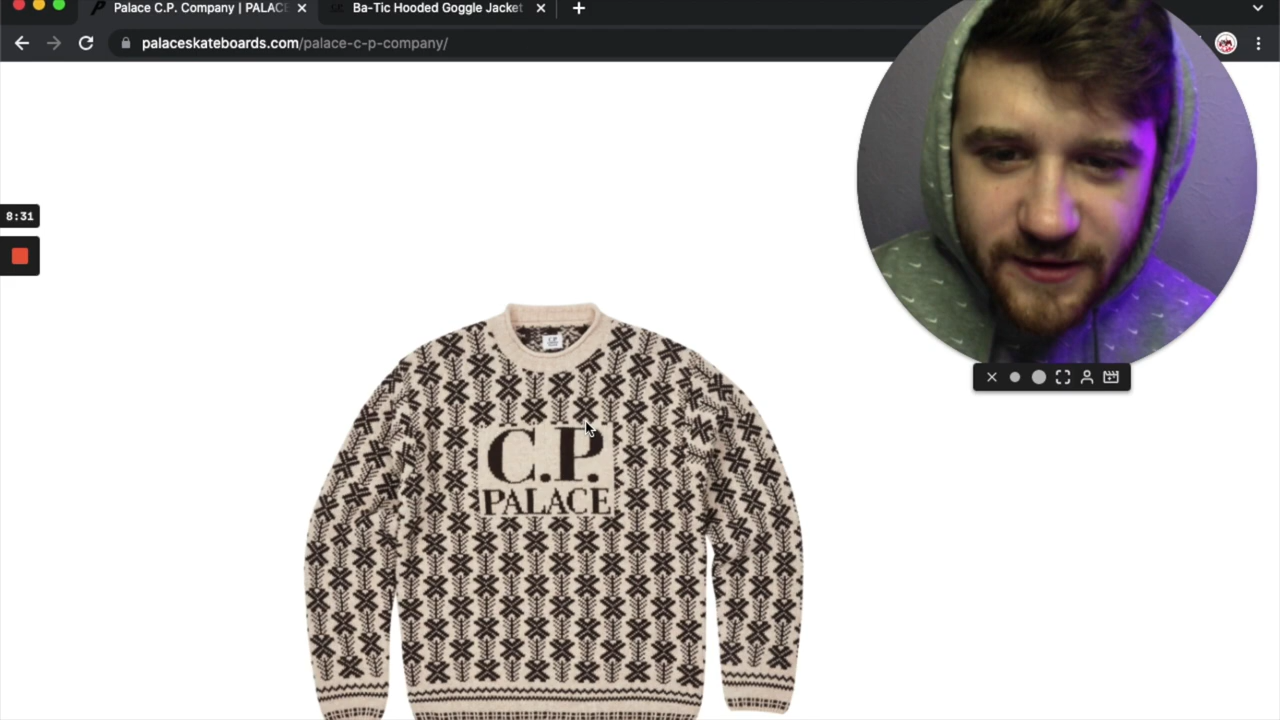 Palace C.P. Company | PALACE
Ba-Tic Hooded Goggle Jacket
palaceskateboards.com/palace-c-p-company/
8:31
C.P.
C.P.
PALACE